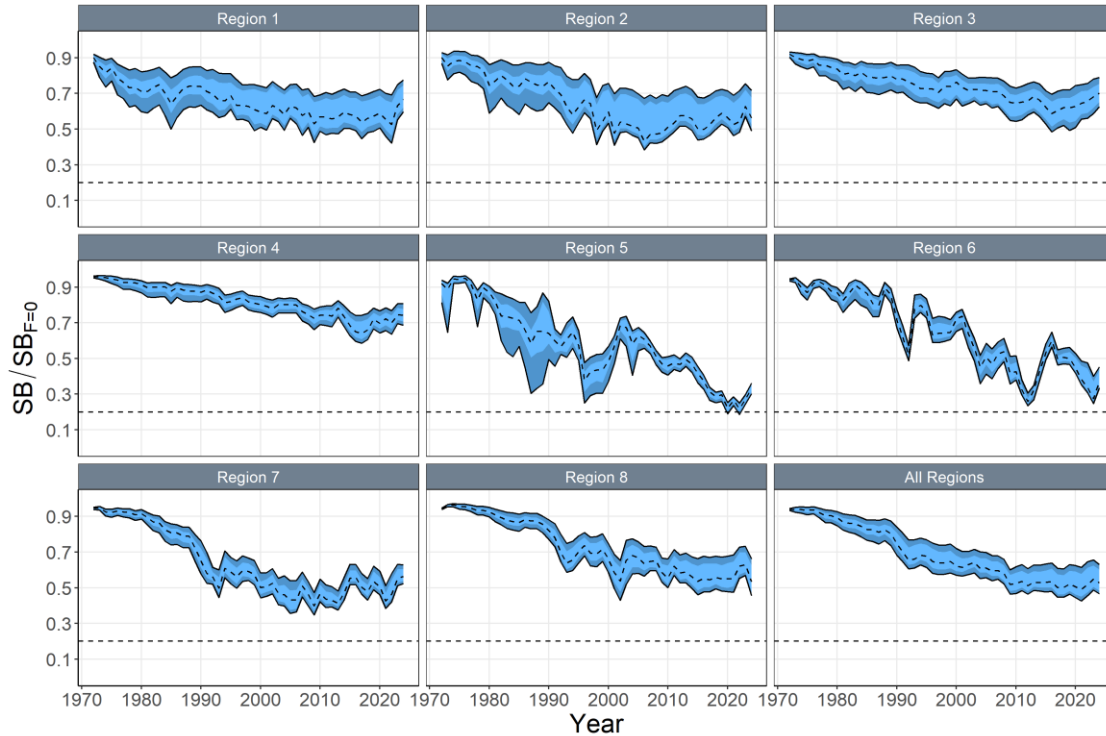 Region 1
Region 2
Region 3
0.9
0.7
0.5
0.3
0.1
Region 4
Region 5
Region 6
0.9
0.7
0.5
0.3
0.1
SB/SB_F=0
Region 7
Region 8
All Regions
0.9
0.7
0.5
0.3
0.1
1970 1980 1990 2000 2010 2020 1970 1980 1990 2000 2010 2020 1970 1980 1990 2000 2010 2020
Year